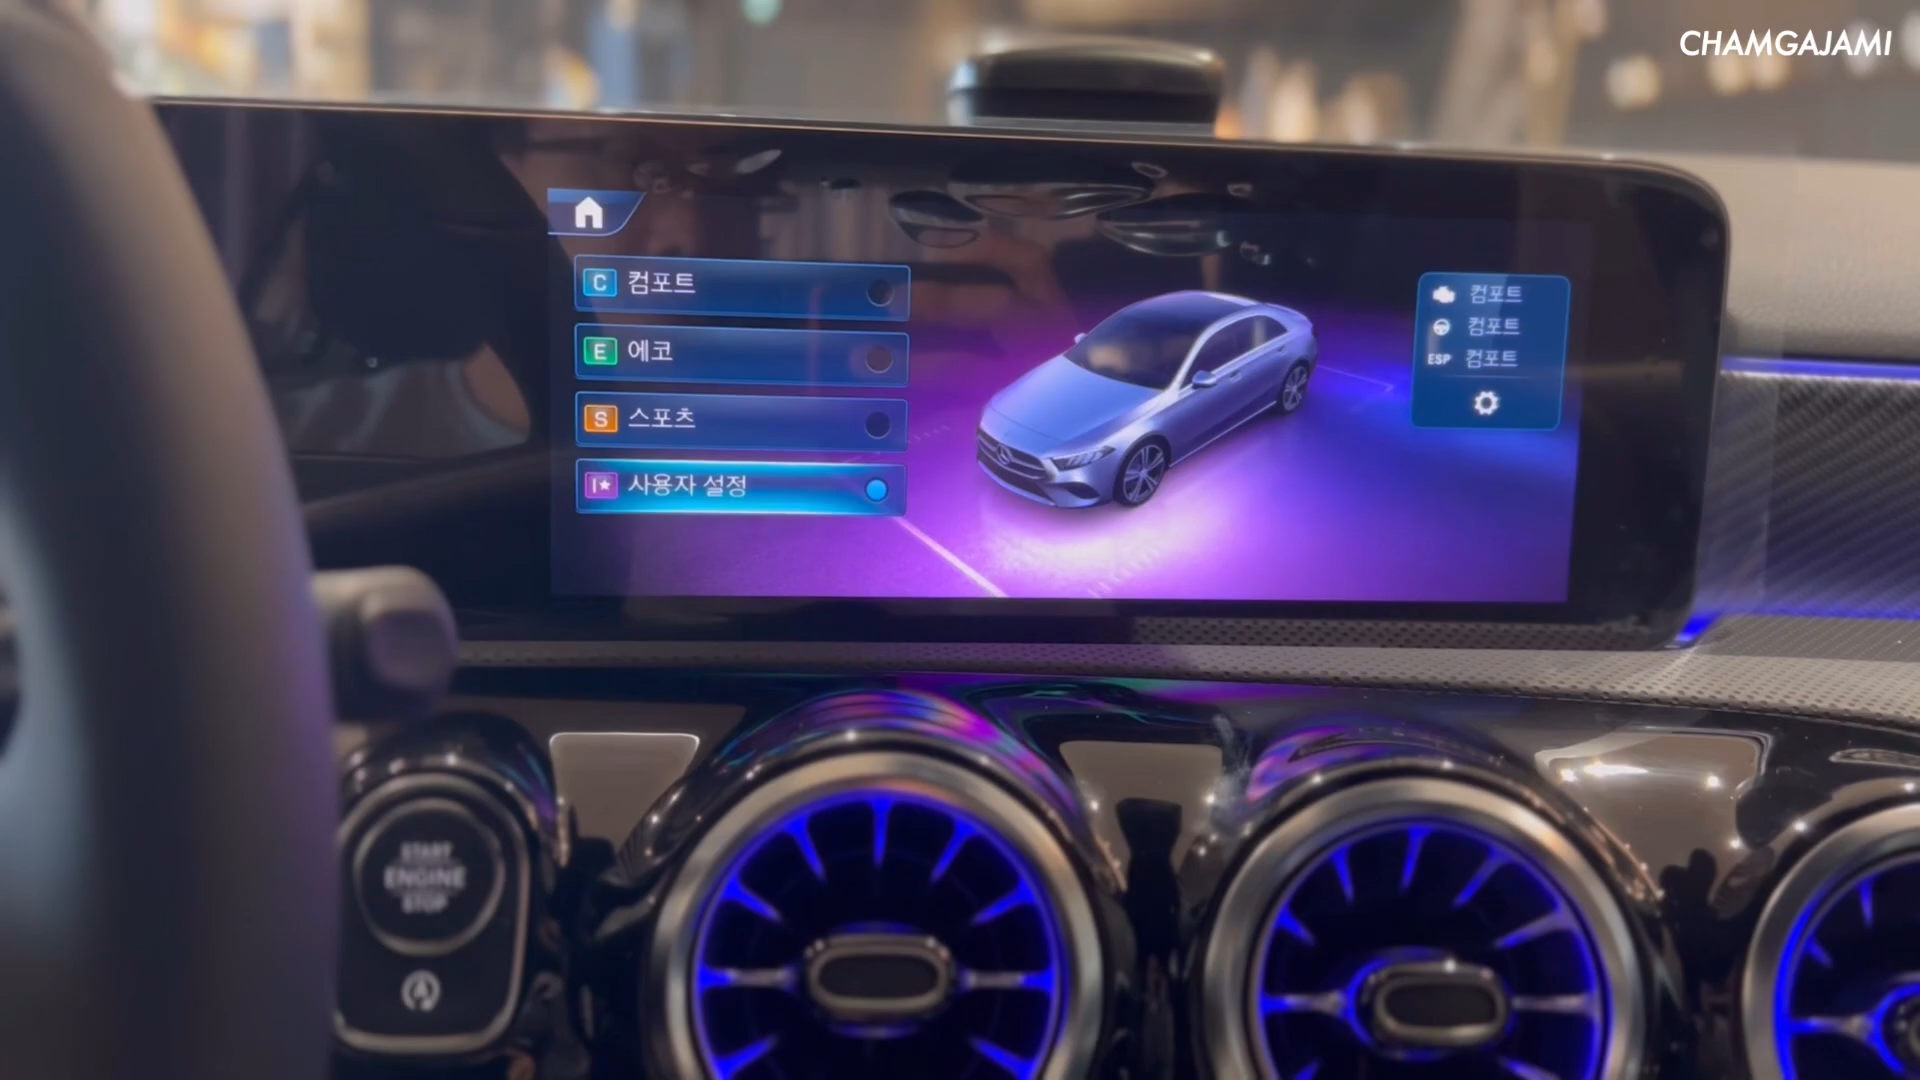 CHAMGAJAMI
C 컴포트
E 에코
S 스포츠
I★ 사용자 설정
컴포트
컴포트
ESP 컴포트
START
ENGINE
STOP
A